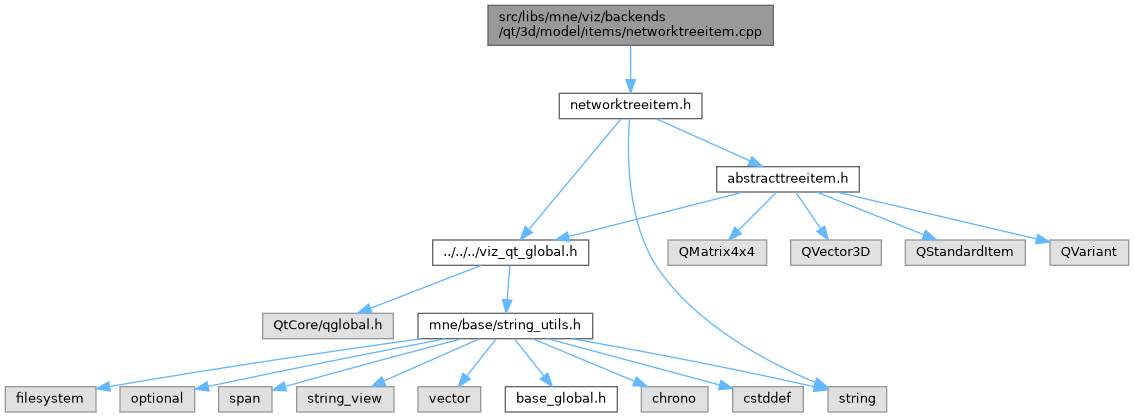 src/libs/mne/viz/backends
/qt/3d/model/items/networktreeitem.cpp
networktreeitem.h
abstracttreeitem.h
../../../viz_qt_global.h
QMatrix4x4
QVector3D
QStandardItem
QVariant
QtCore/qglobal.h
mne/base/string_utils.h
filesystem
optional
span
string_view
vector
base_global.h
chrono
cstddef
string